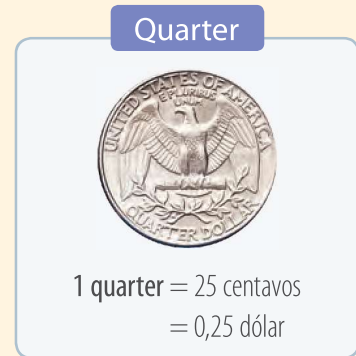 Quarter
UNITED STATES OF AMERICA
E PLURIBUS
UNUM
QUARTER DOLLAR
1 quarter = 25 centavos
= 0,25 dólar